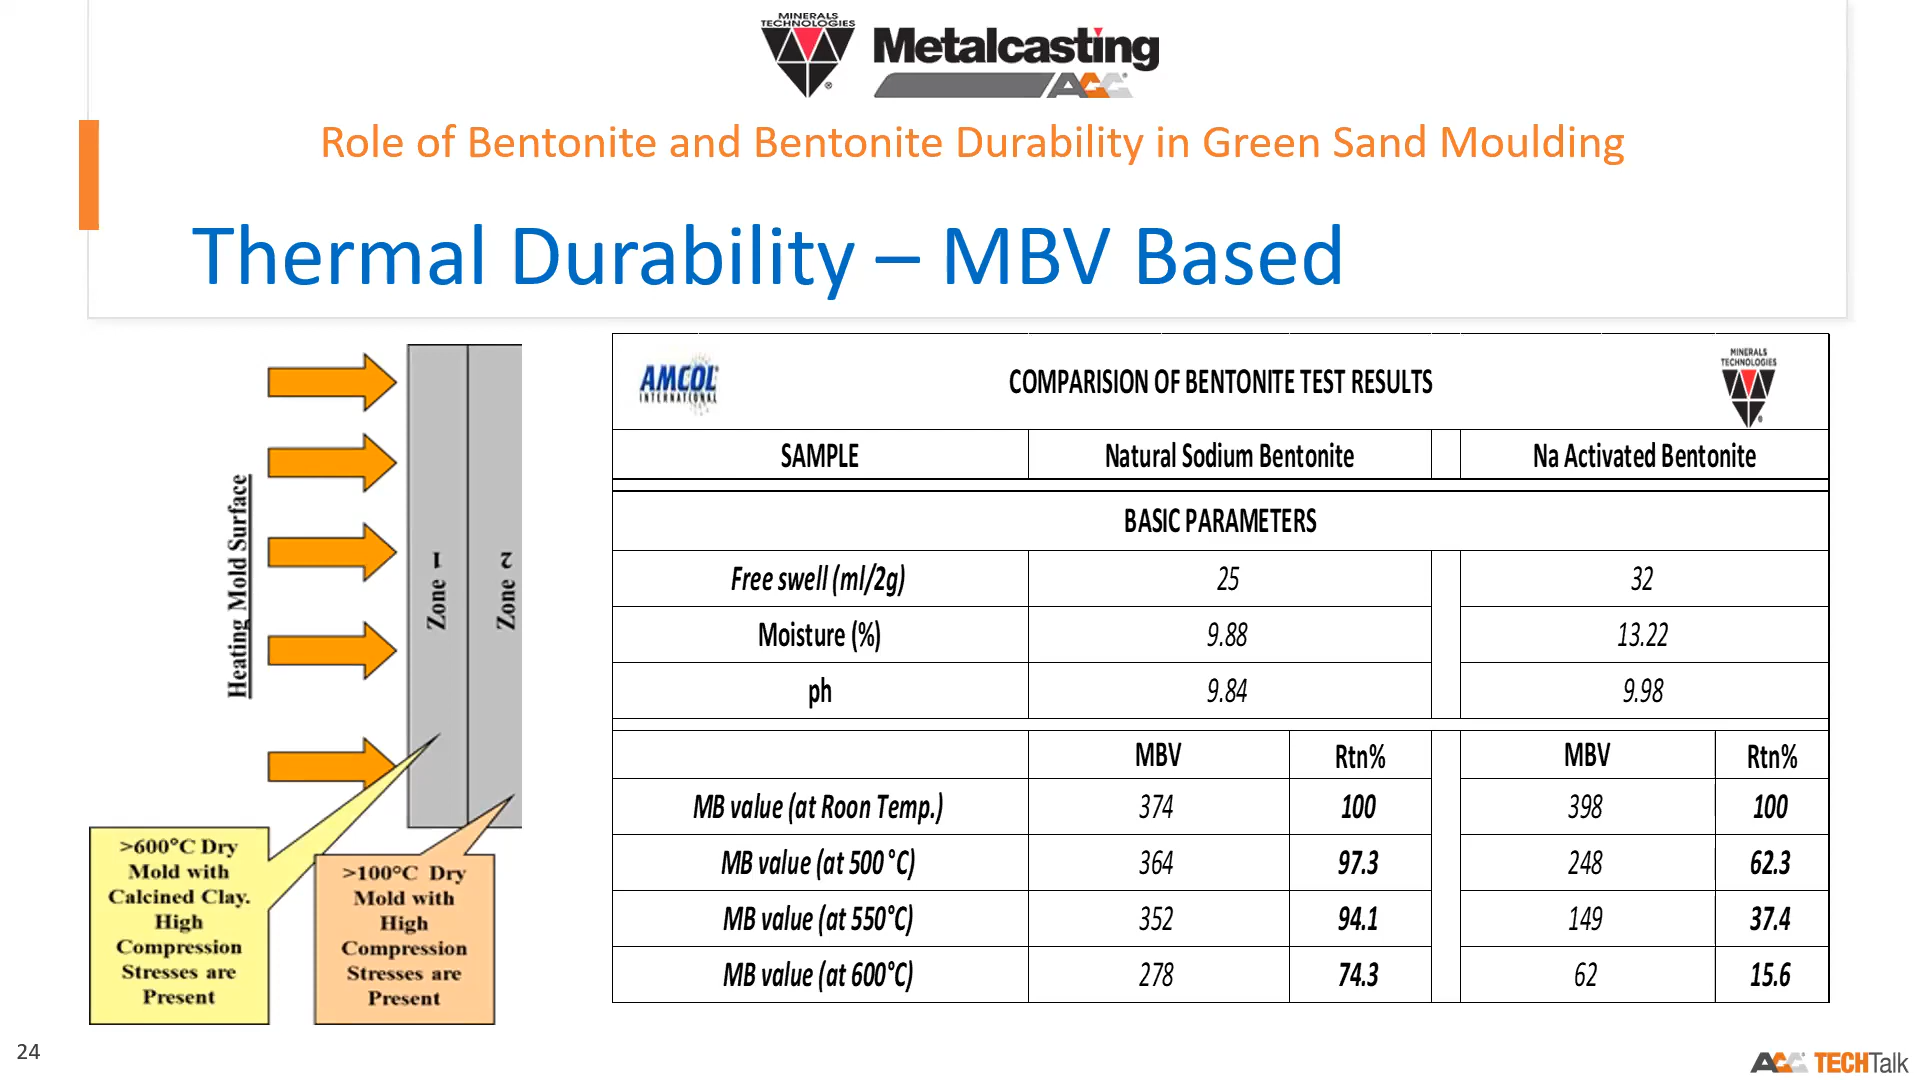 MINERALS
TECHNOLOGIES
Metalcasting
ACC
Role of Bentonite and Bentonite Durability in Green Sand Moulding
Thermal Durability – MBV Based
Heating Mold Surface
Zone 1
Zone 2
>600°C Dry
Mold with
Calcined Clay.
High
Compression
Stresses are
Present
>100°C Dry
Mold with
High
Compression
Stresses are
Present
AMCOL
INTERNATIONAL
COMPARISION OF BENTONITE TEST RESULTS
MINERALS
TECHNOLOGIES
SAMPLE Natural Sodium Bentonite Na Activated Bentonite
BASIC PARAMETERS
Free swell (ml/2g) 25 32
Moisture (%) 9.88 13.22
ph 9.84 9.98
MBV Rtn% MBV Rtn%
MB value (at Roon Temp.) 374 100 398 100
MB value (at 500 °C) 364 97.3 248 62.3
MB value (at 550°C) 352 94.1 149 37.4
MB value (at 600°C) 278 74.3 62 15.6
24
ACC TECHTalk